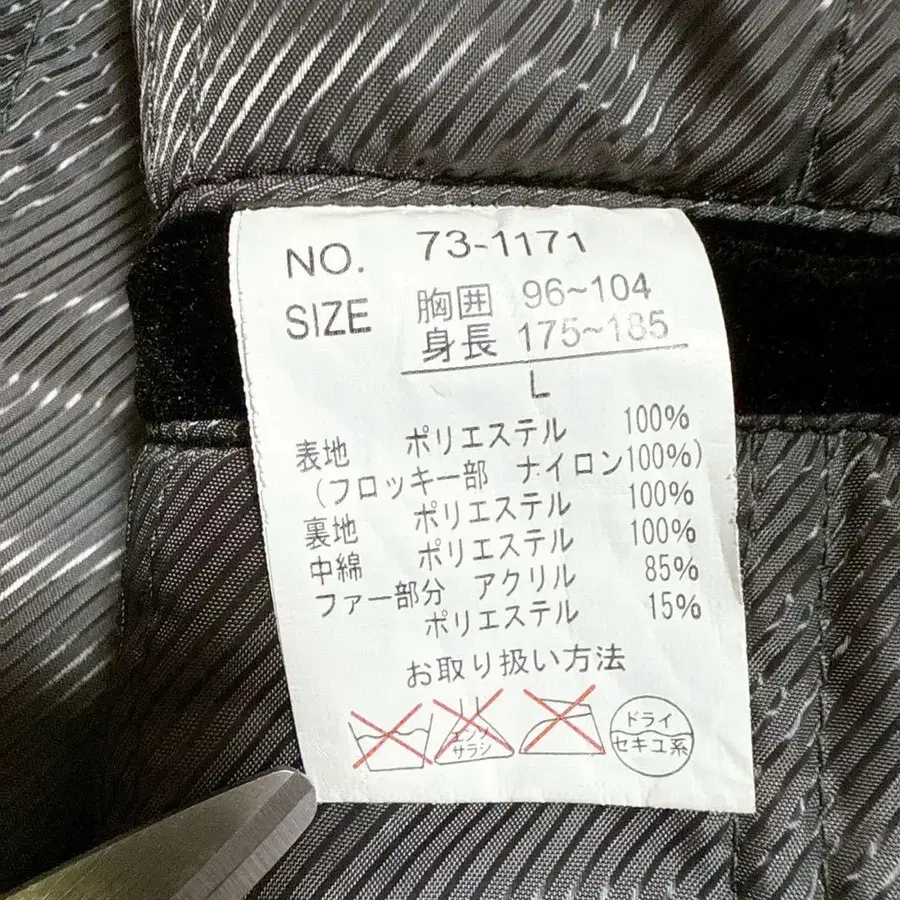 NO. 73-1171
SIZE 胸囲 96~104
身長 175~185
L
表地 ポリエステル 100%
(フロッキー部 ナイロン100%)
裏地 ポリエステル 100%
中綿 ポリエステル 100%
ファー部分 アクリル 85%
ポリエステル 15%
お取り扱い方法
エンソ
サラシ
ドライ
セキユ系